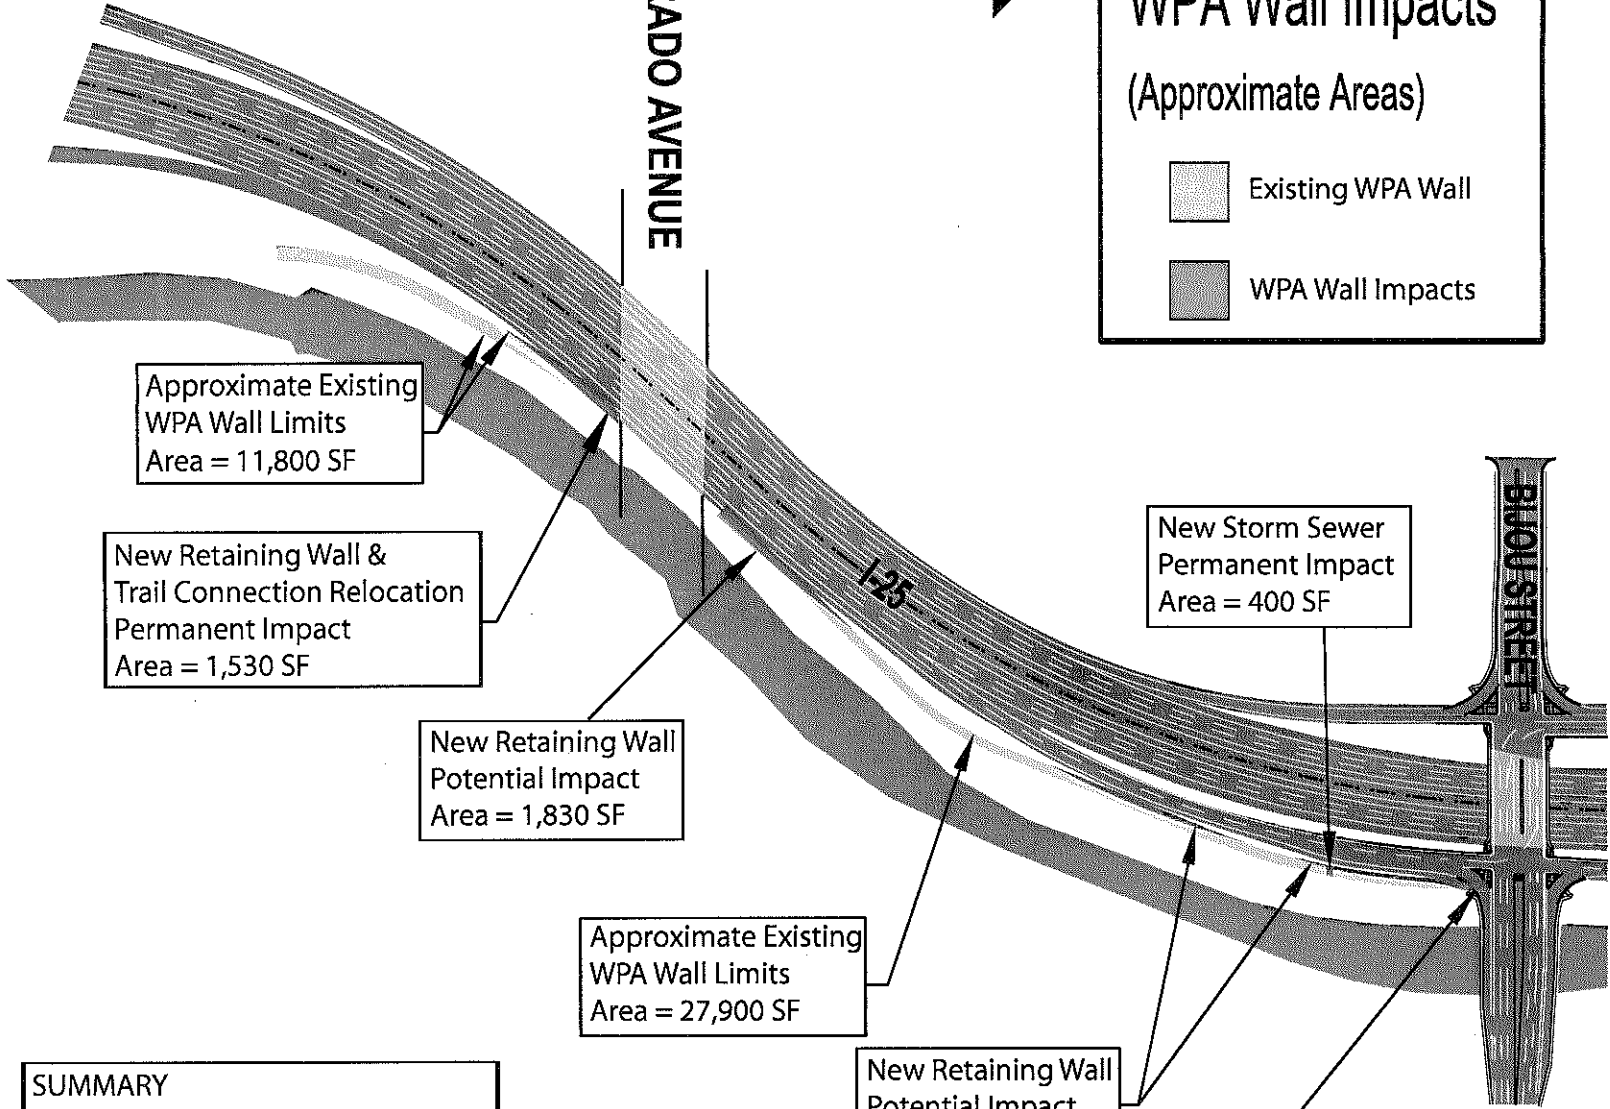 WPA Wall Impacts
(Approximate Areas)
Existing WPA Wall
WPA Wall Impacts
AVENUE
Approximate Existing
WPA Wall Limits
Area = 11,800 SF
New Retaining Wall &
Trail Connection Relocation
Permanent Impact
Area = 1,530 SF
New Retaining Wall
Potential Impact
Area = 1,830 SF
I-25
New Storm Sewer
Permanent Impact
Area = 400 SF
BIJOU STREET
Approximate Existing
WPA Wall Limits
Area = 27,900 SF
New Retaining Wall
Potential Impact
SUMMARY